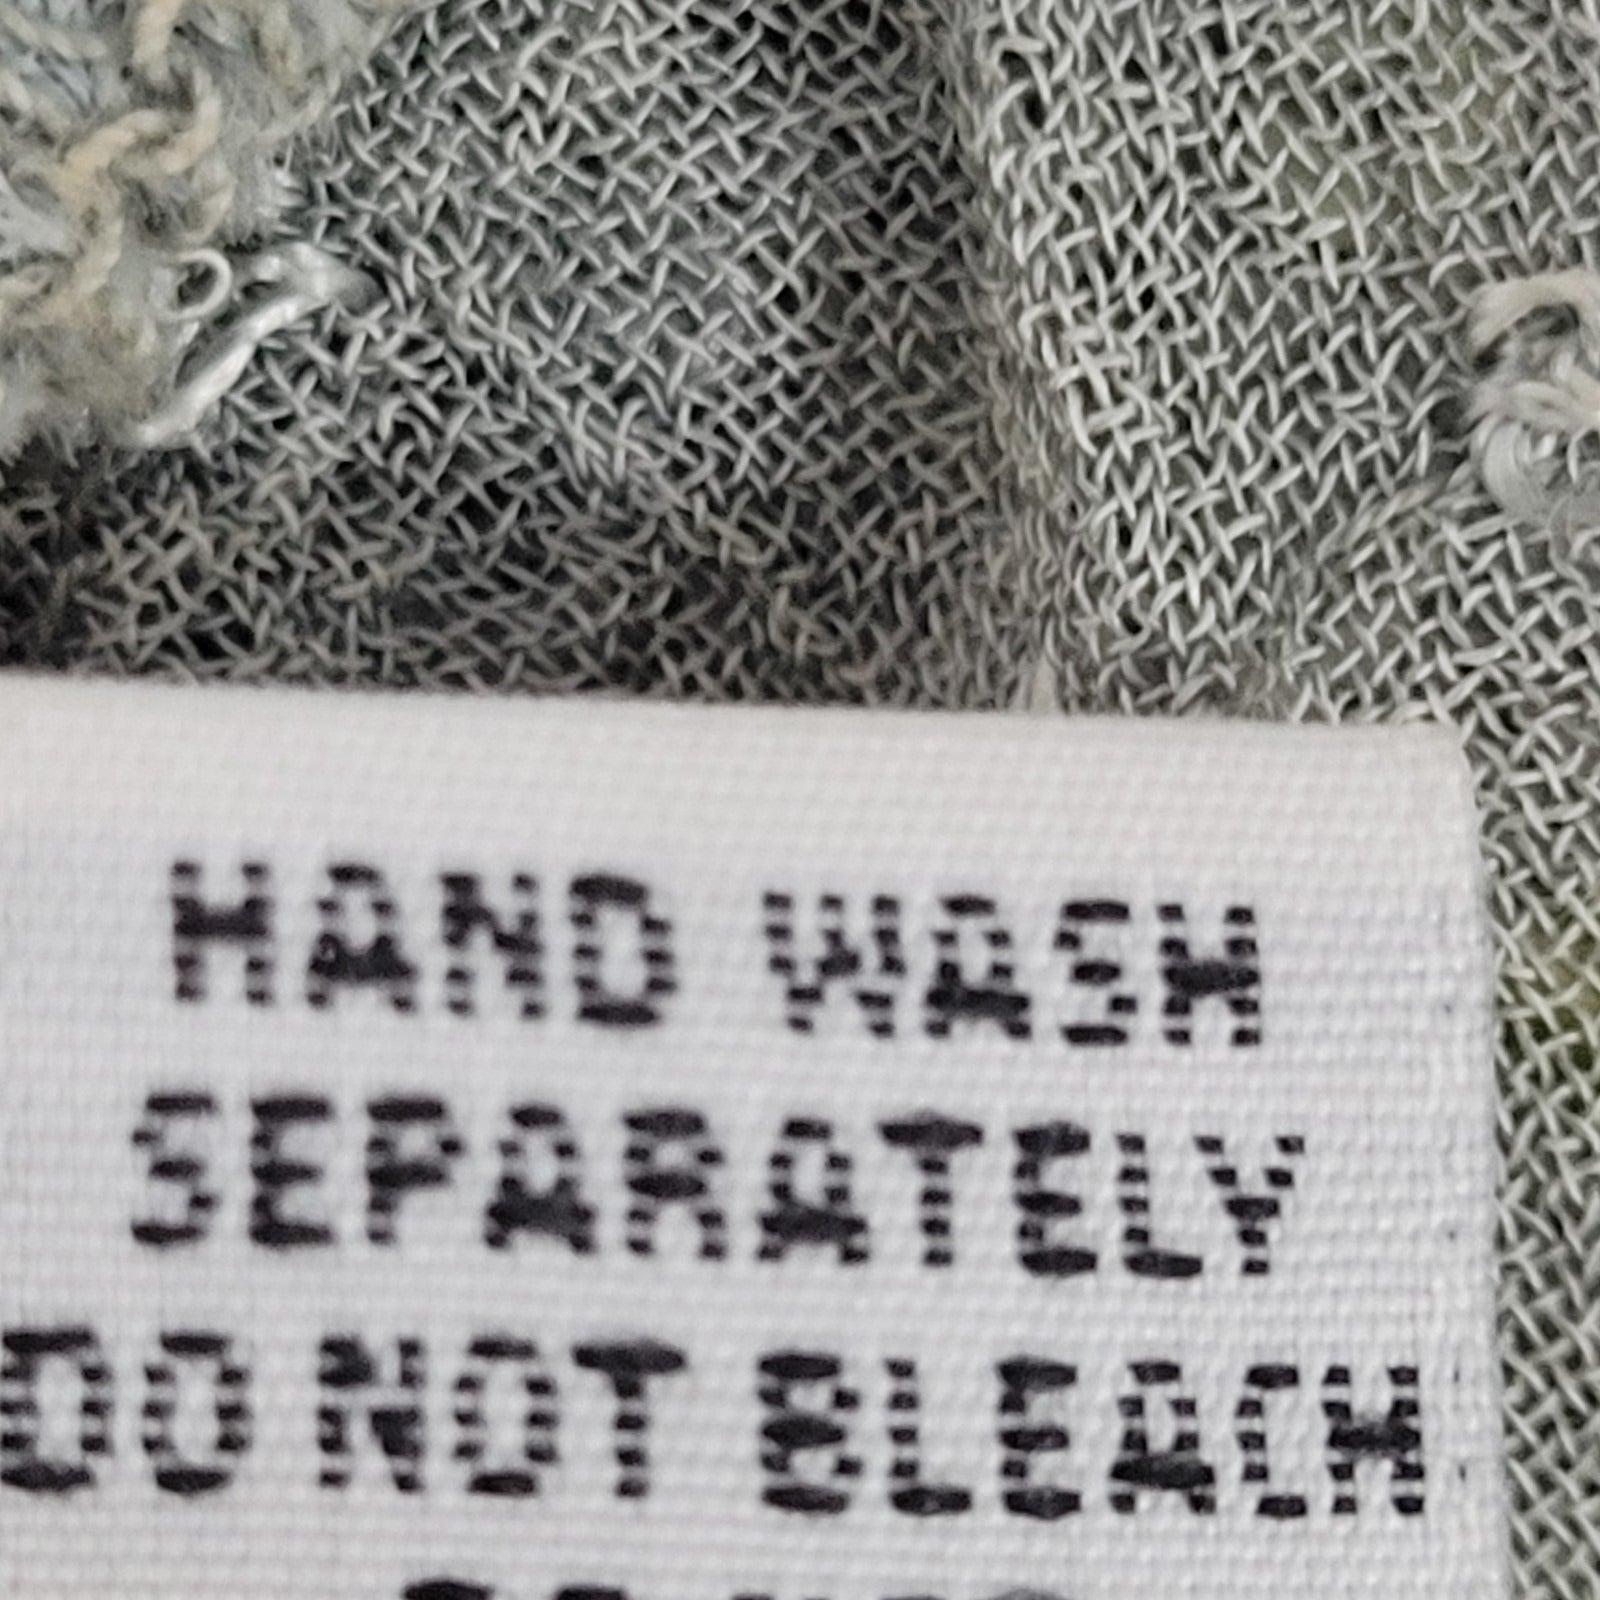 HAND WASH
SEPARATELY
DO NOT BLEACH